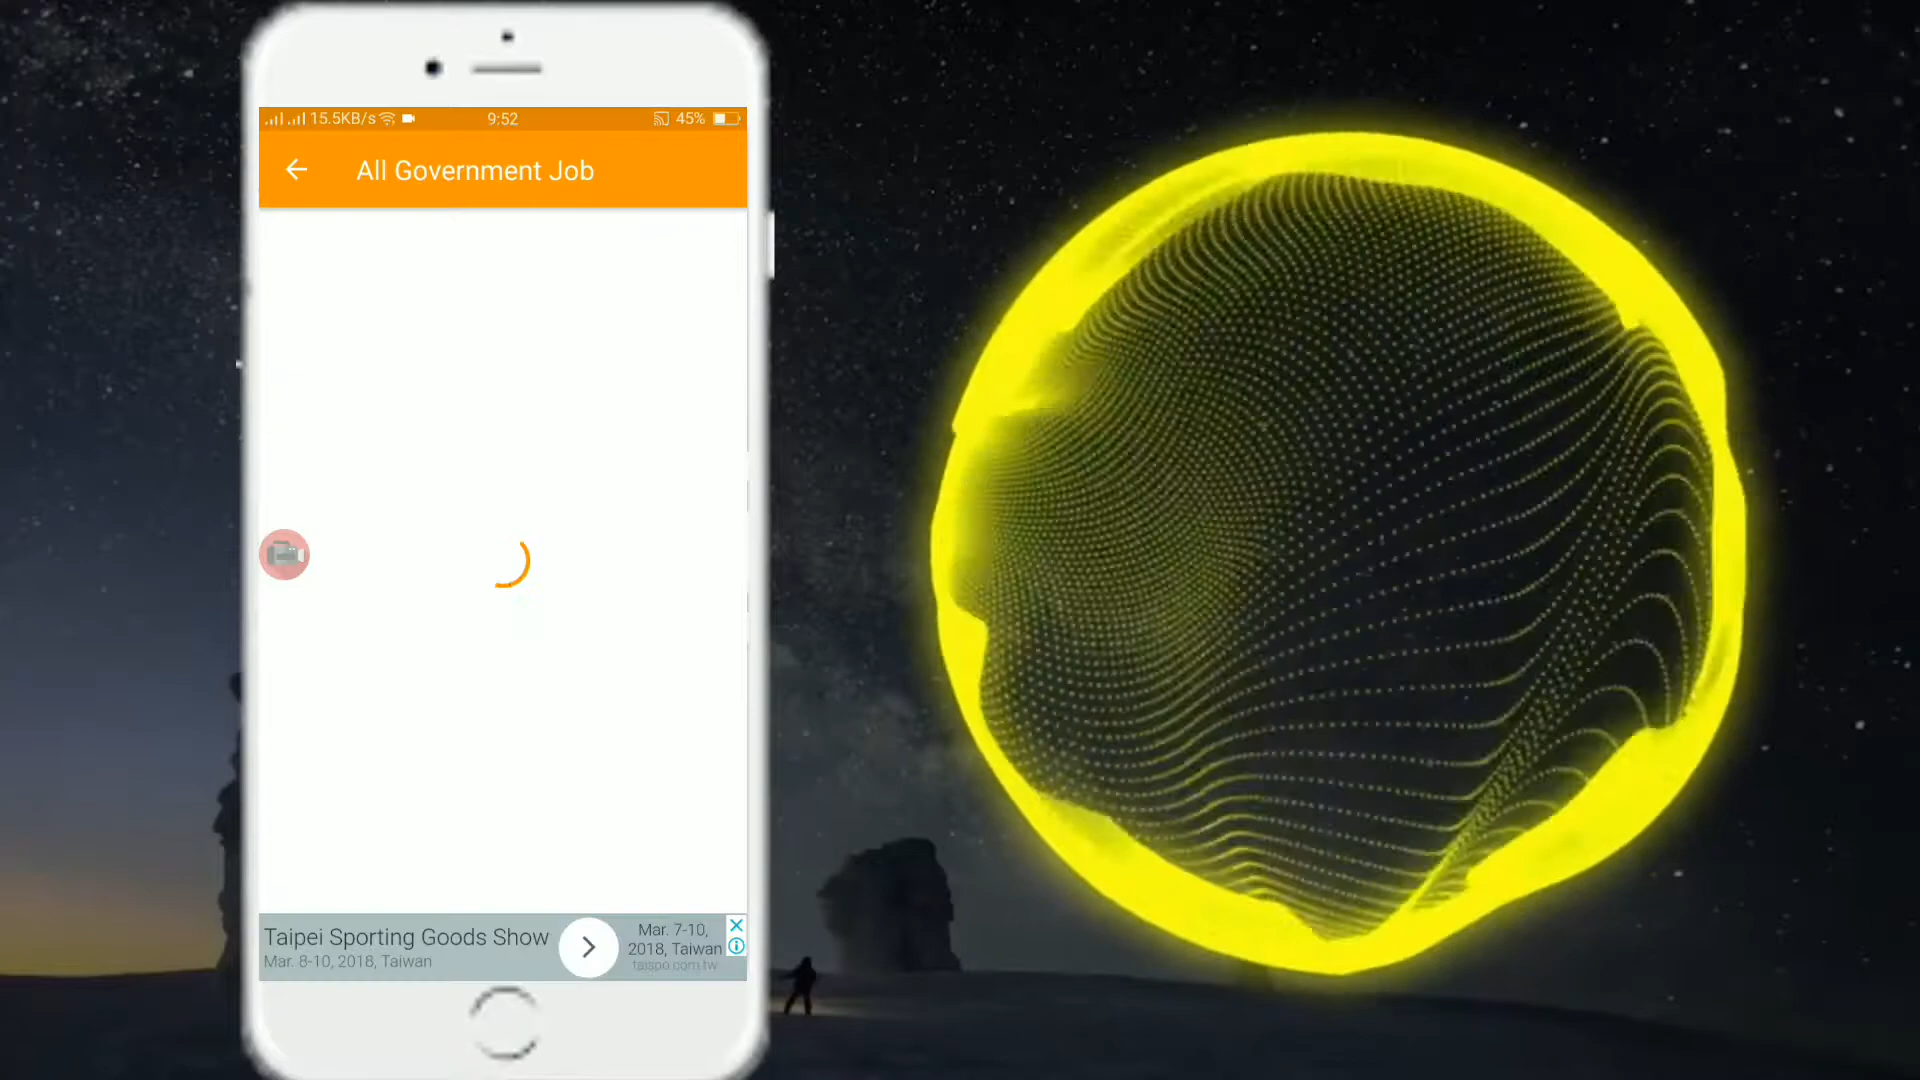 15.5KB/s 9:52 45%
All Government Job
Taipei Sporting Goods Show
Mar. 8-10, 2018, Taiwan
Mar. 7-10,
2018, Taiwan
taispo.com.tw